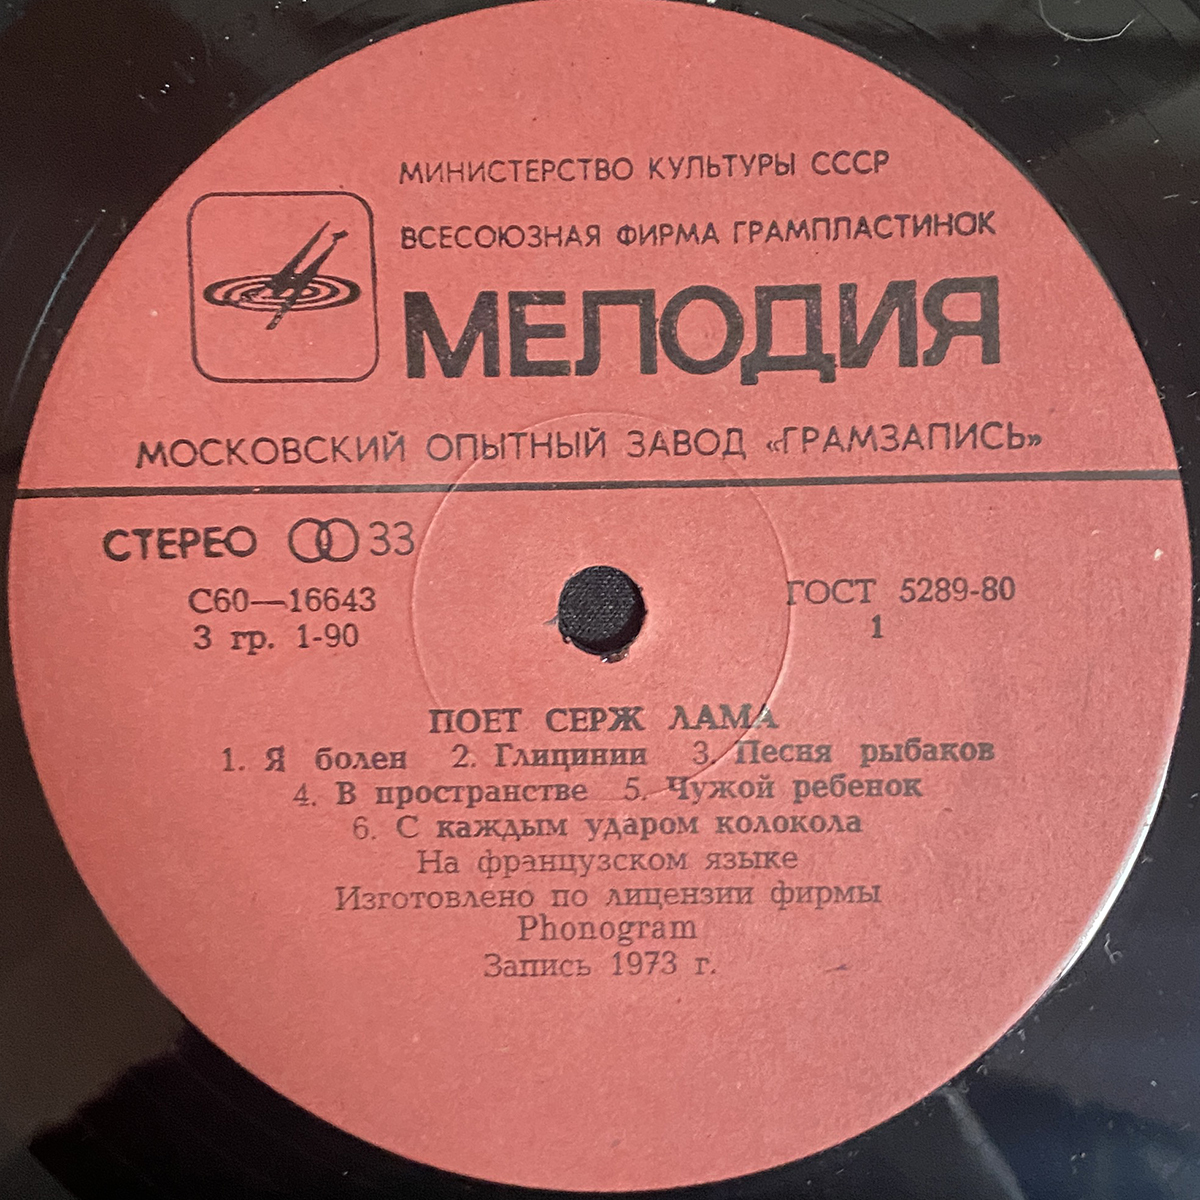 МИНИСТЕРСТВО КУЛЬТУРЫ СССР
ВСЕСОЮЗНАЯ ФИРМА ГРАМПЛАСТИНОК
МЕЛОДИЯ
МОСКОВСКИЙ ОПЫТНЫЙ ЗАВОД «ГРАМЗАПИСЬ»
СТЕРЕО 33
С60—16643
3 гр. 1-90
ГОСТ 5289-80
1
ПОЕТ СЕРЖ ЛАМА
1. Я болен 2. Глицинии 3. Песня рыбаков
4. В пространстве 5. Чужой ребенок
6. С каждым ударом колокола
На французском языке
Изготовлено по лицензии фирмы
Phonogram
Запись 1973 г.